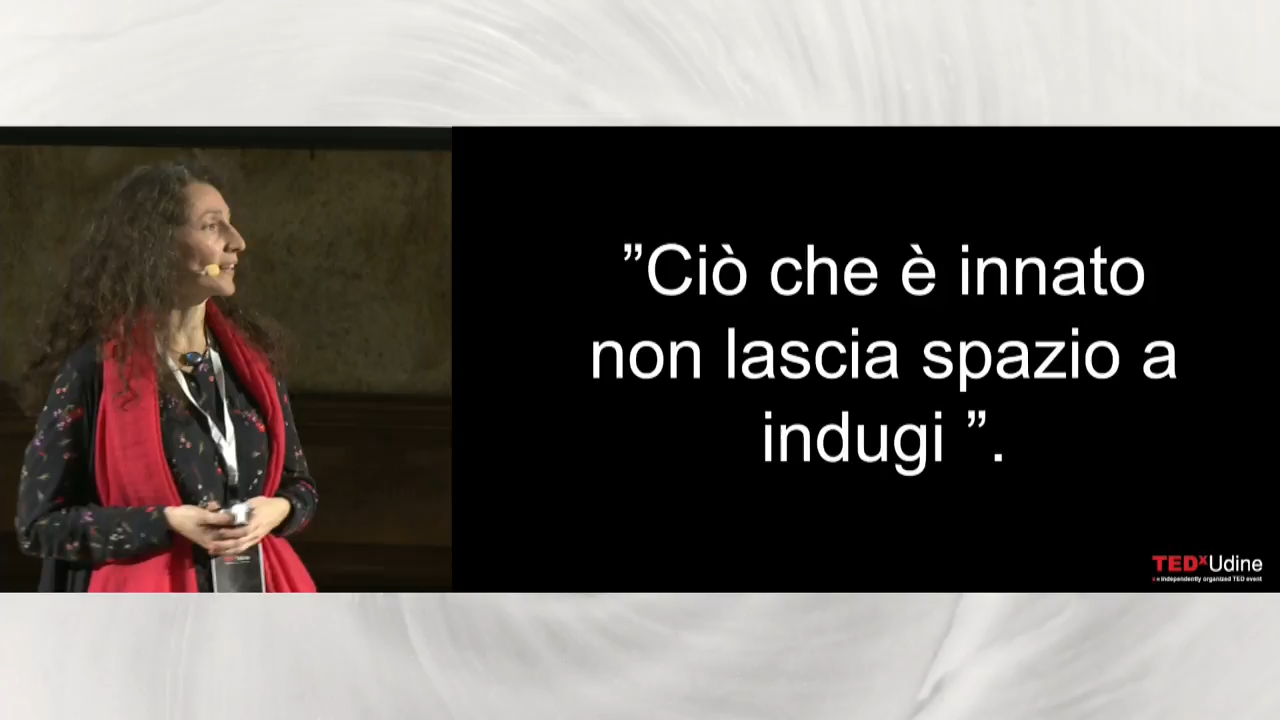 ”Ciò che è innato
non lascia spazio a
indugi ”.
TEDxUdine
x = independently organized TED event